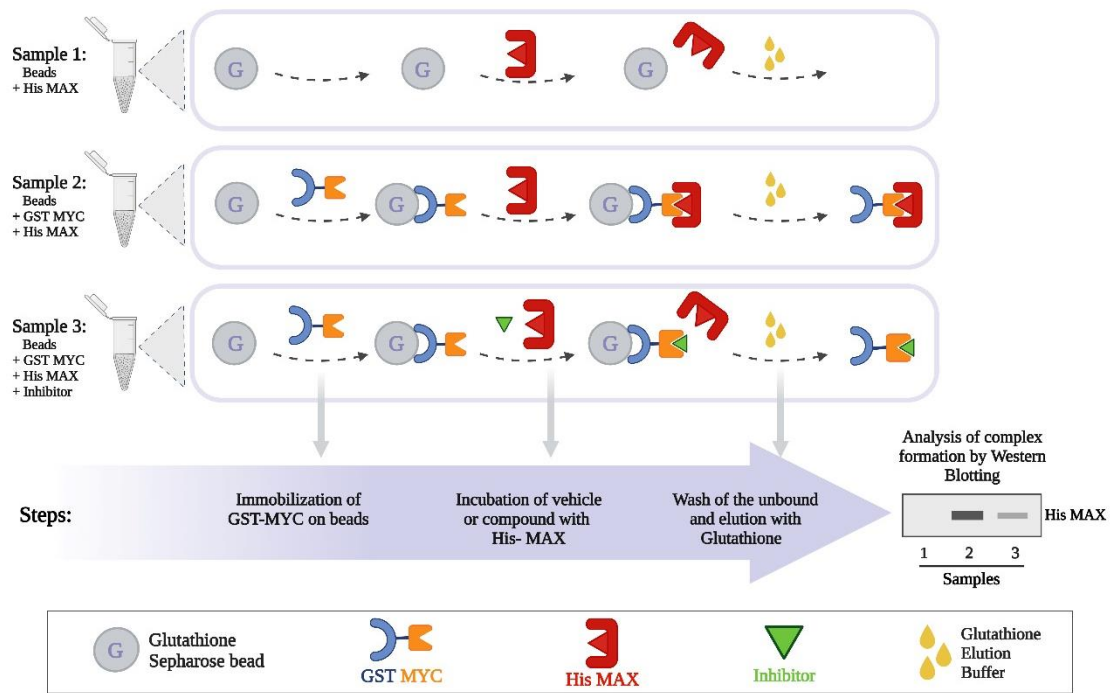 Sample 1:
Beads
+ His MAX
G
G
G
Sample 2:
Beads
+ GST MYC
+ His MAX
G
G
G
Sample 3:
Beads
+ GST MYC
+ His MAX
+ Inhibitor
G
G
G
Steps:
Immobilization of
GST-MYC on beads
Incubation of vehicle
or compound with
His- MAX
Wash of the unbound
and elution with
Glutathione
Analysis of complex
formation by Western
Blotting
His MAX
1 2 3
Samples
G
Glutathione
Sepharose bead
GST MYC
His MAX
Inhibitor
Glutathione
Elution
Buffer